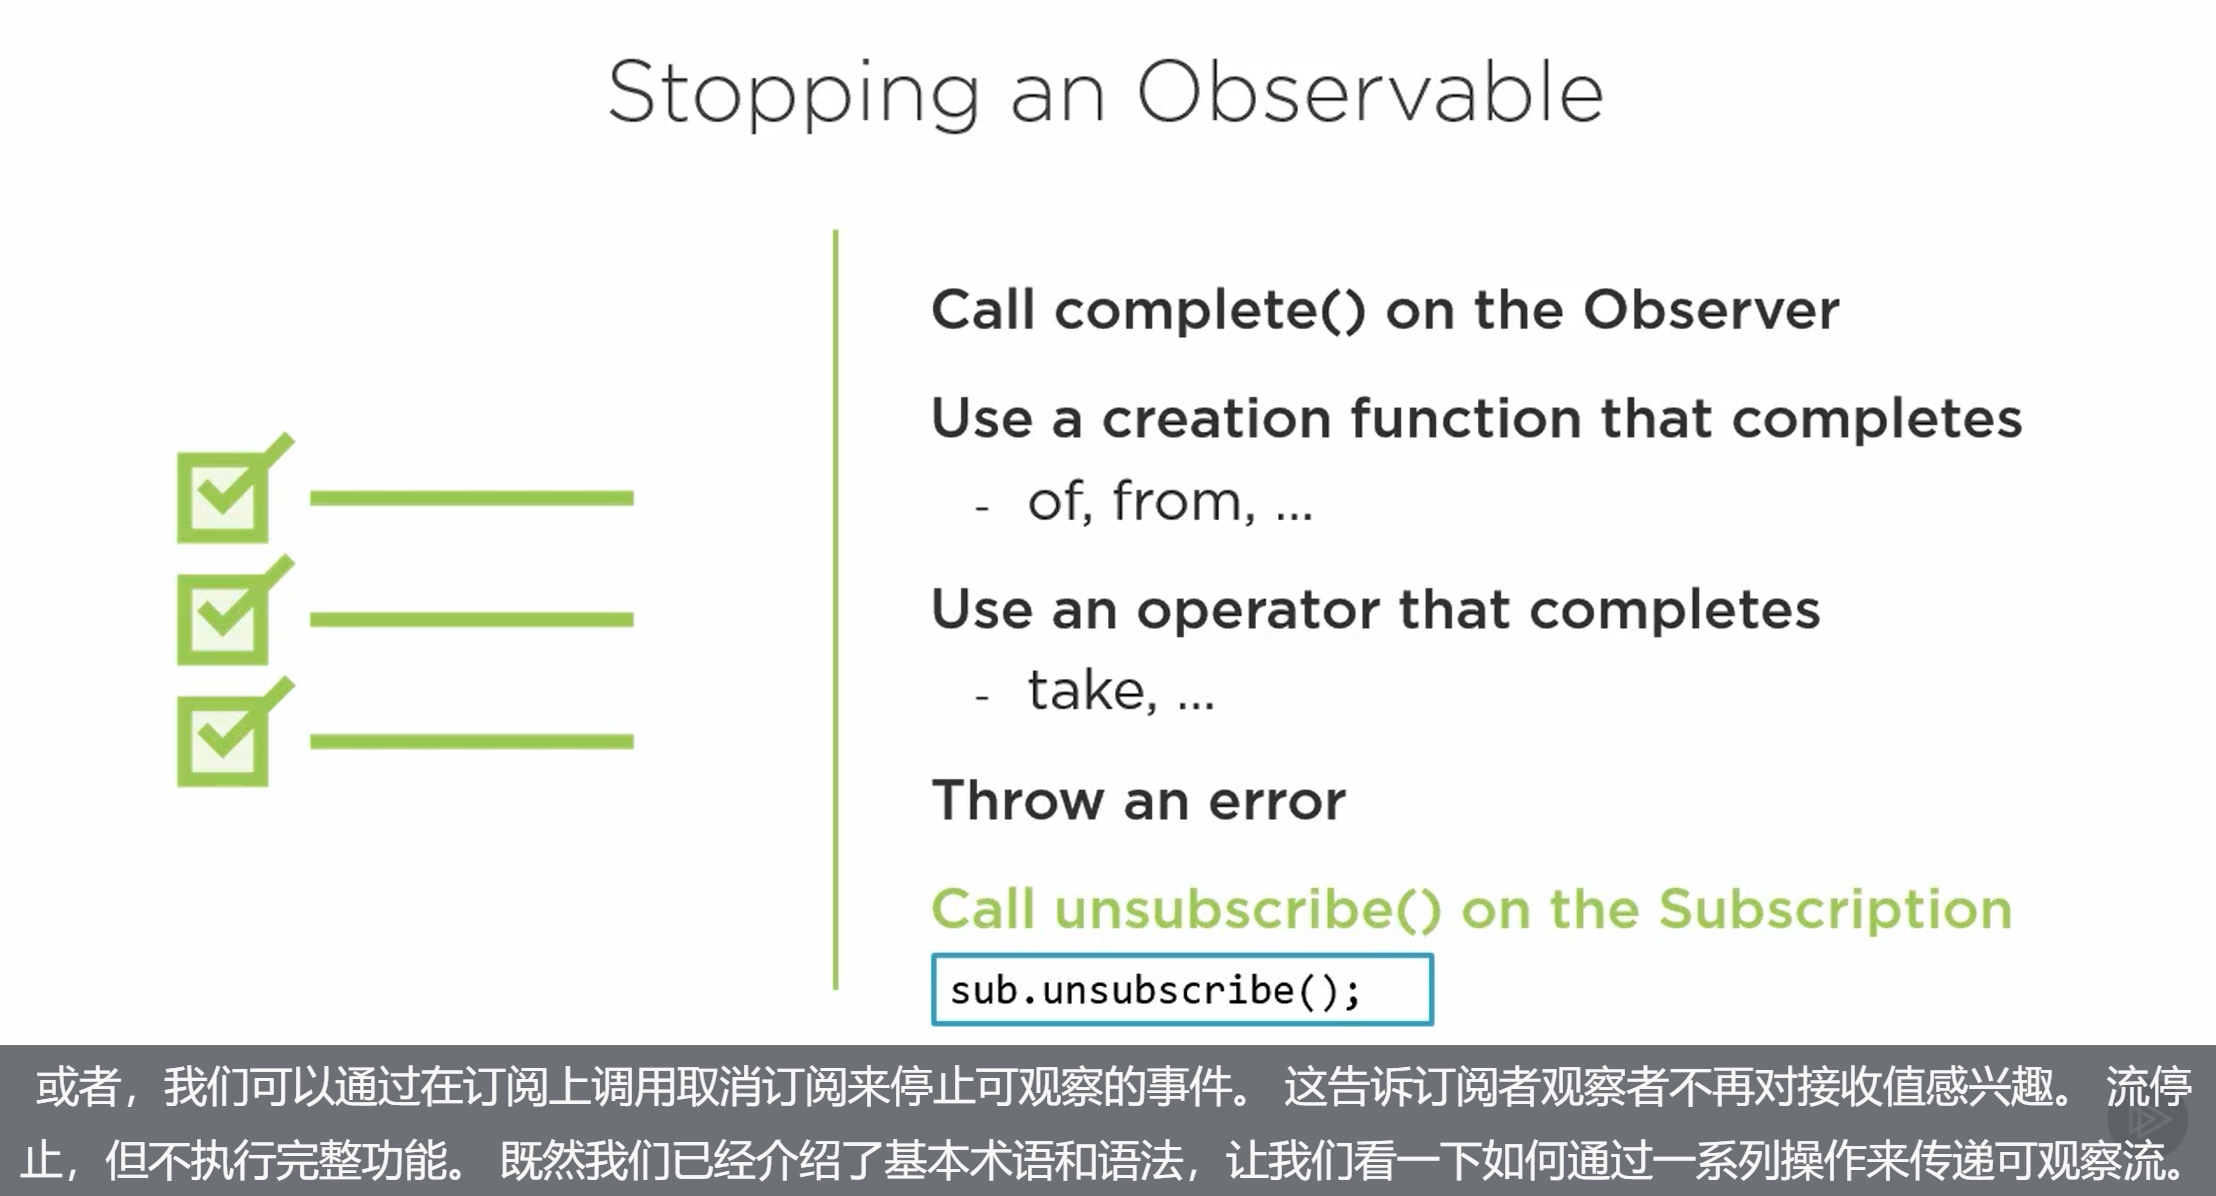 Stopping an Observable
Call complete() on the Observer
Use a creation function that completes
- of, from, ...
Use an operator that completes
- take, ...
Throw an error
Call unsubscribe() on the Subscription
sub.unsubscribe();
或者，我们可以通过在订阅上调用取消订阅来停止可观察的事件。 这告诉订阅者观察者不再对接收值感兴趣。 流停
止，但不执行完整功能。 既然我们已经介绍了基本术语和语法，让我们看一下如何通过一系列操作来传递可观察流。